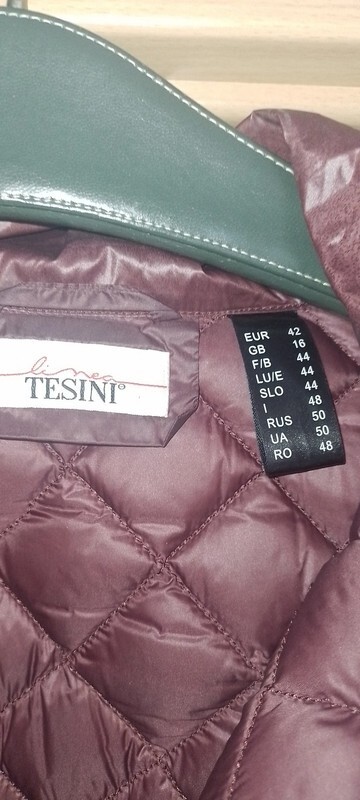 linea
TESINI®
EUR 42
GB 16
F/B 44
LU/E 44
SLO 44
I 48
RUS 50
UA 50
RO 48